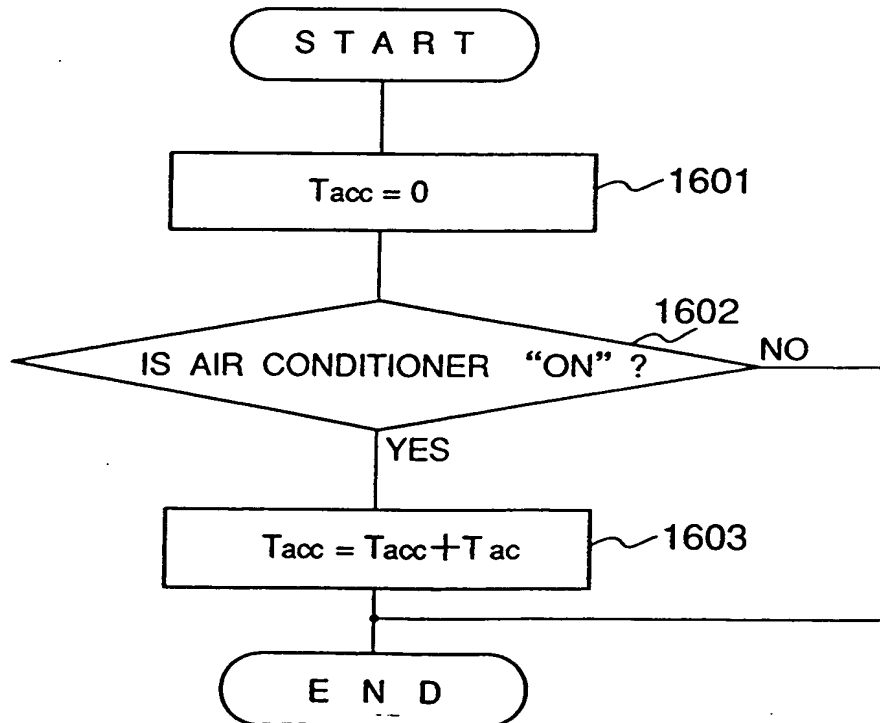 START
Tacc = 0
1601
1602
IS AIR CONDITIONER "ON" ?
NO
YES
Tacc = Tacc+Tac
1603
END